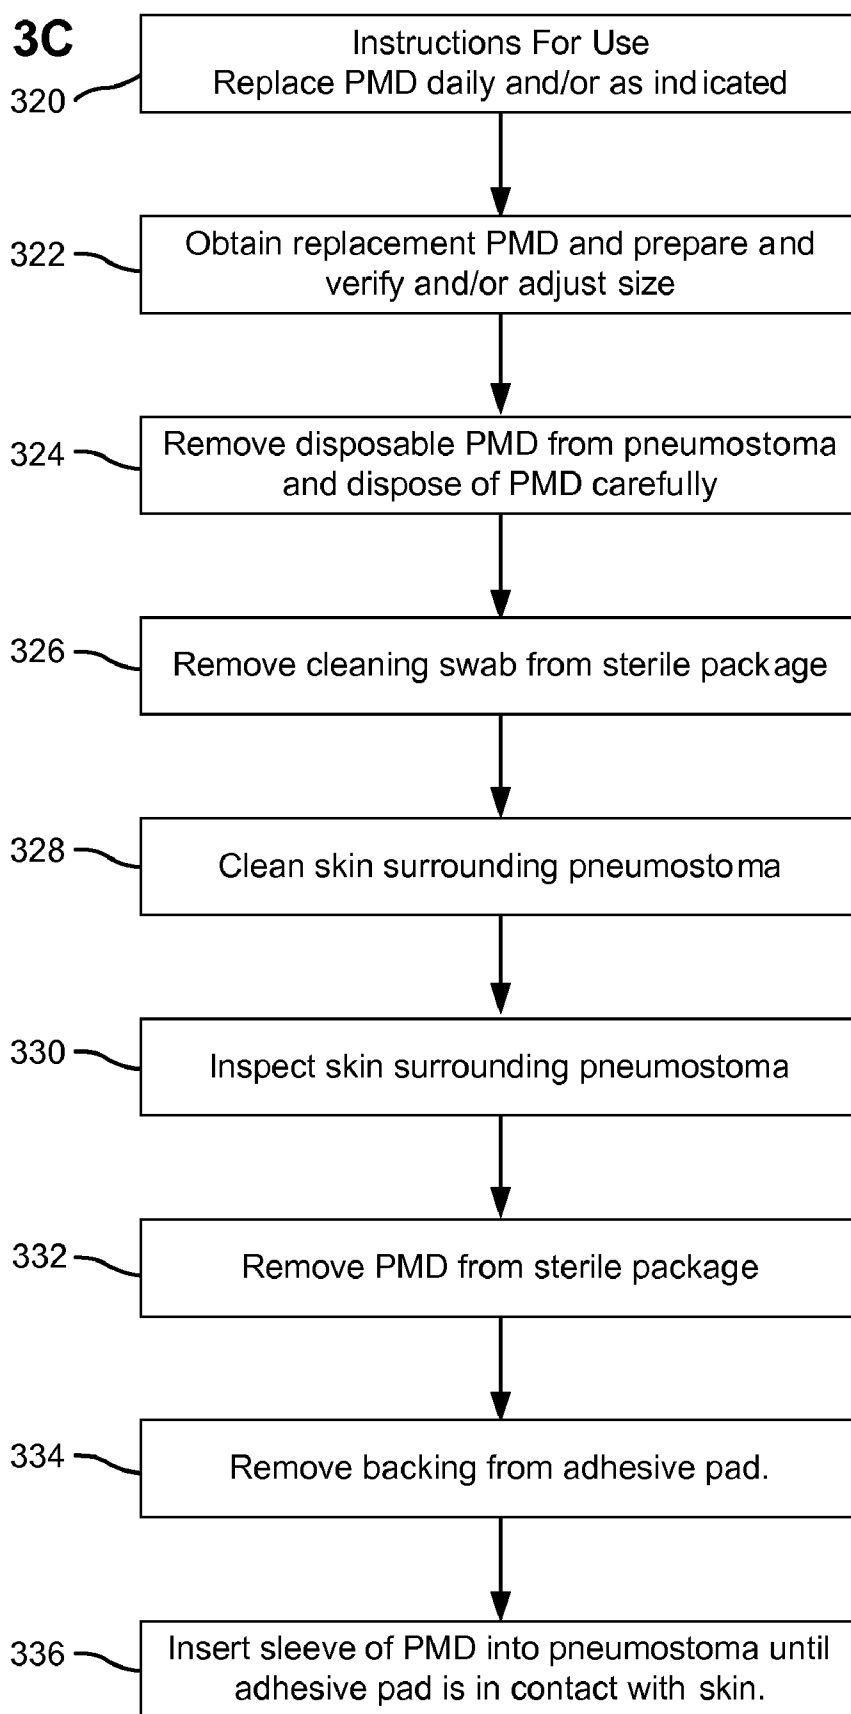 3C
320
Instructions For Use
Replace PMD daily and/or as indicated
322
Obtain replacement PMD and prepare and
verify and/or adjust size
324
Remove disposable PMD from pneumostoma
and dispose of PMD carefully
326
Remove cleaning swab from sterile package
328
Clean skin surrounding pneumostoma
330
Inspect skin surrounding pneumostoma
332
Remove PMD from sterile package
334
Remove backing from adhesive pad.
336
Insert sleeve of PMD into pneumostoma until
adhesive pad is in contact with skin.